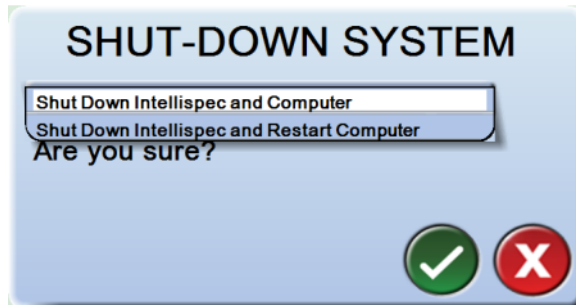 SHUT-DOWN SYSTEM
Shut Down Intellispec and Computer
Shut Down Intellispec and Restart Computer
Are you sure?